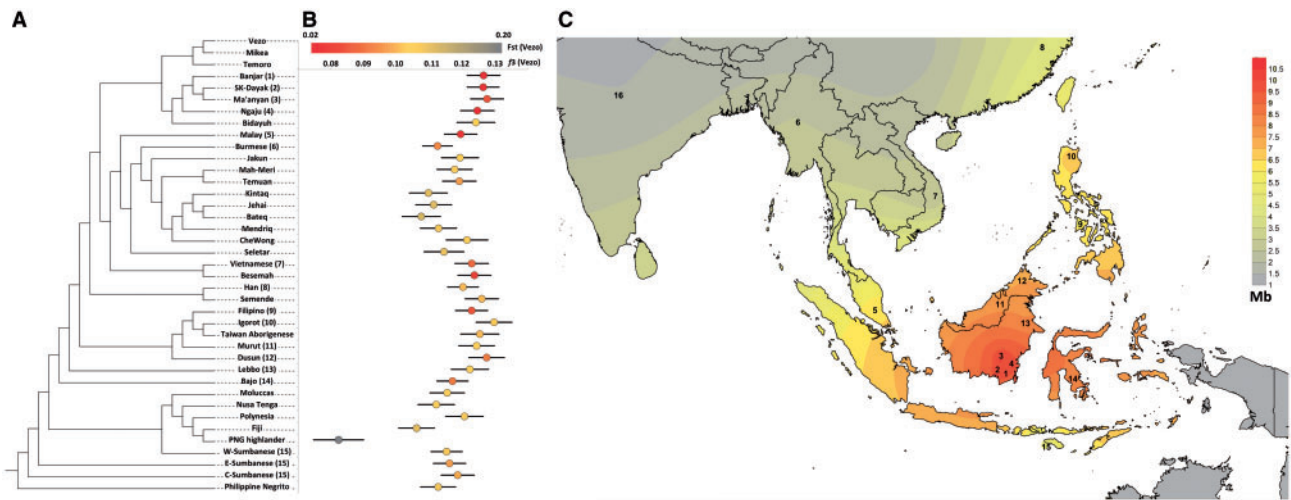 A
B
C
0.02
0.20
Fst (Vezo)
0.08
0.09
0.10
0.11
0.12
0.13
f3 (Vezo)
Vezo
Mikea
Temoro
Banjar (1)
SK-Dayak (2)
Ma'anyan (3)
Ngaju (4)
Bidayuh
Malay (5)
Burmese (6)
Jakun
Mah-Meri
Temuan
Kintaq
Jehai
Bateq
Mendriq
CheWong
Seletar
Vietnamese (7)
Besemah
Han (8)
Semende
Filipino (9)
Igorot (10)
Taiwan Aborigenese
Murut (11)
Dusun (12)
Lebbo (13)
Bajo (14)
Moluccas
Nusa Tenga
Polynesia
Fiji
PNG highlander
W-Sumbanese (15)
E-Sumbanese (15)
C-Sumbanese (15)
Philippine Negrito
8
16
6
10
7
9
12
11
5
13
3
4
2
1
14
15
10.5
10
9.5
9
8.5
8
7.5
7
6.5
6
5.5
5
4.5
4
3.5
3
2.5
2
1.5
1
Mb